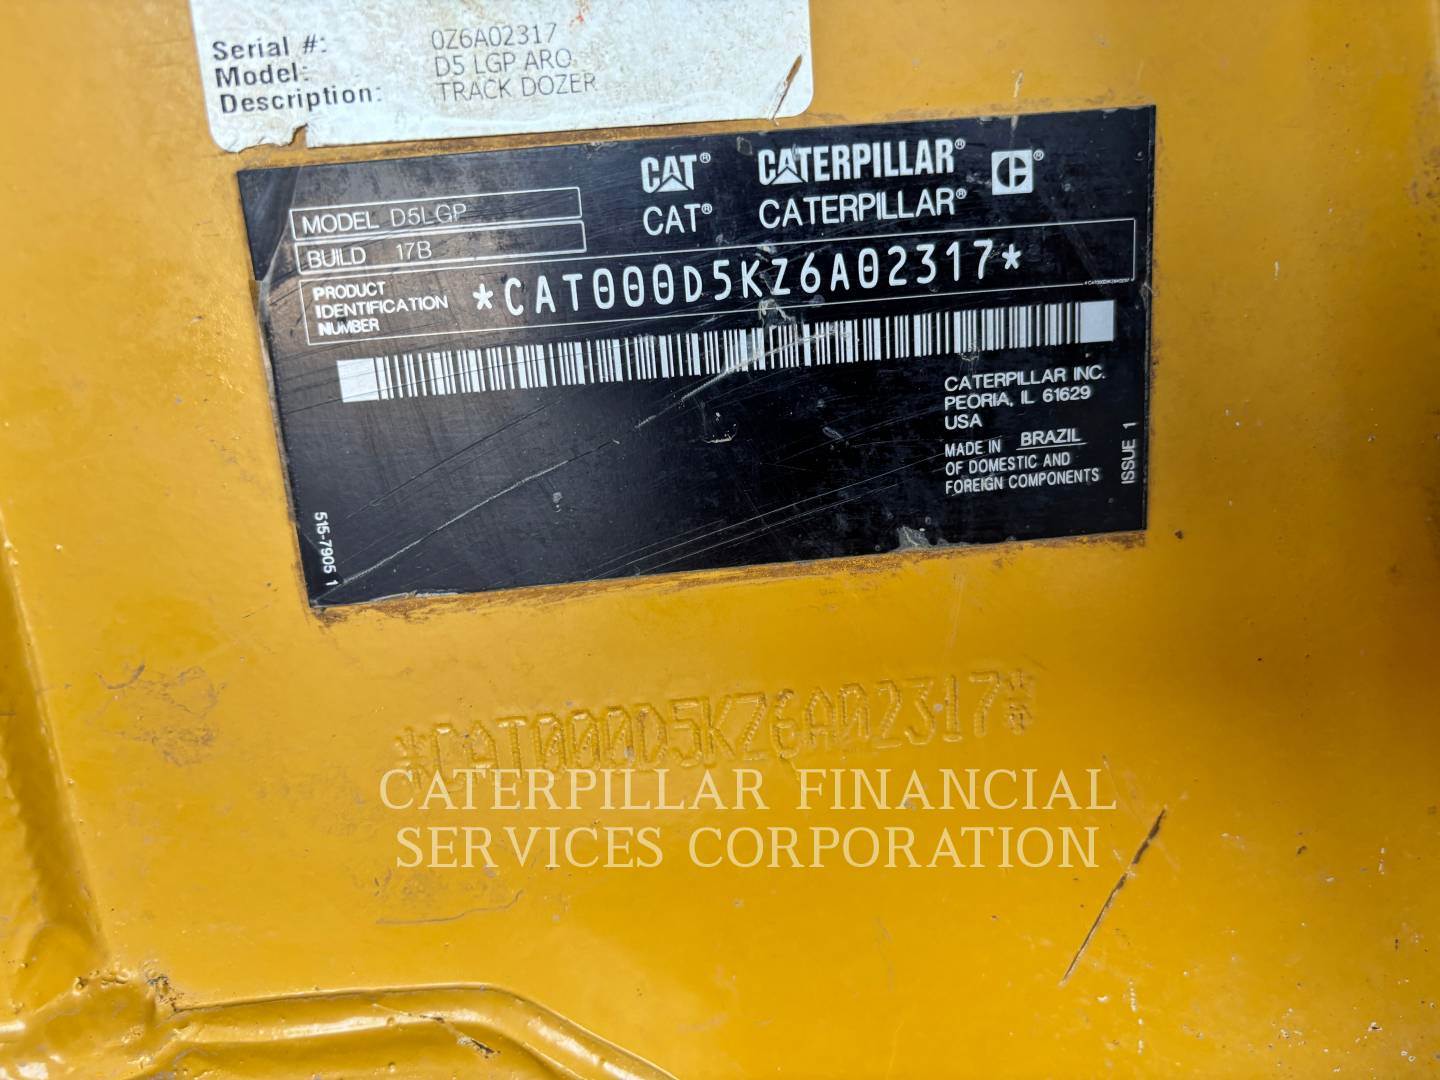 Serial #: 0Z6A02317
Model: D5 LGP ARO
Description: TRACK DOZER
CAT® CATERPILLAR® ®
CAT® CATERPILLAR®
MODEL D5LGP
BUILD 17B
PRODUCT IDENTIFICATION NUMBER *CAT000D5KZ6A02317*
CATERPILLAR INC.
PEORIA, IL 61629
USA
MADE IN BRAZIL
OF DOMESTIC AND
FOREIGN COMPONENTS
ISSUE 1
515-7905 1
*CAT000D5KZ6A02317*
CATERPILLAR FINANCIAL
SERVICES CORPORATION